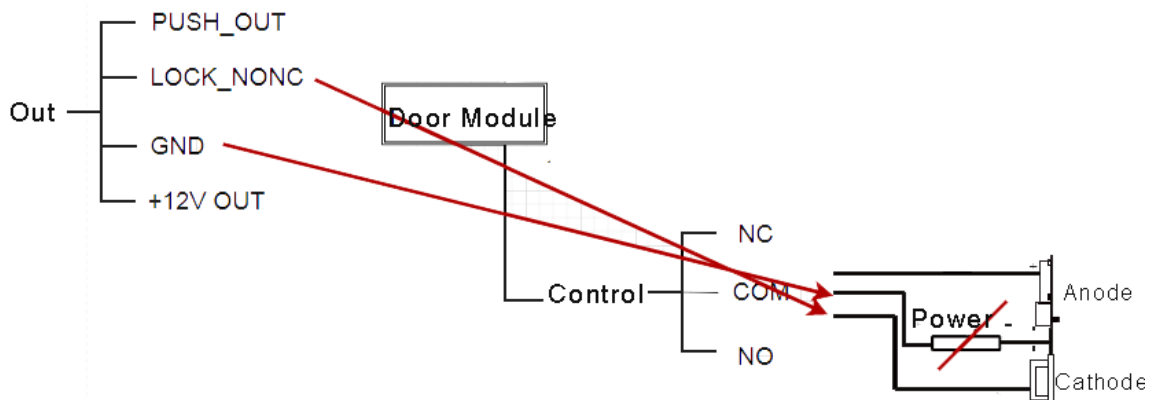 PUSH_OUT
LOCK_NONC
Out
GND
+12V OUT
Door Module
Control
NC
COM
NO
Power -
Anode
Cathode